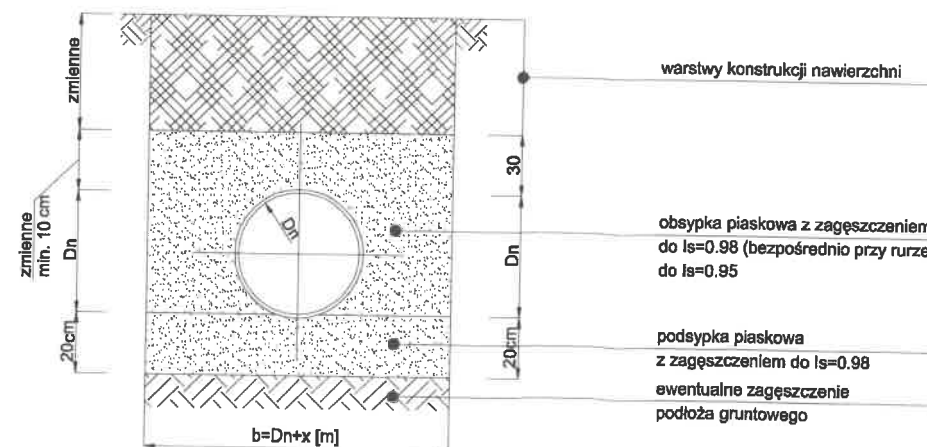 zmienne
warstwy konstrukcji nawierzchni
30
zmienne
min. 10 cm
Dn
Dn
Dn
obsypka piaskowa z zagęszczeniem
do Is=0.98 (bezpośrednio przy rurze
do Is=0.95
20cm
20cm
podsypka piaskowa
z zagęszczeniem do Is=0.98
ewentualne zagęszczenie
podłoża gruntowego
b=Dn+x [m]